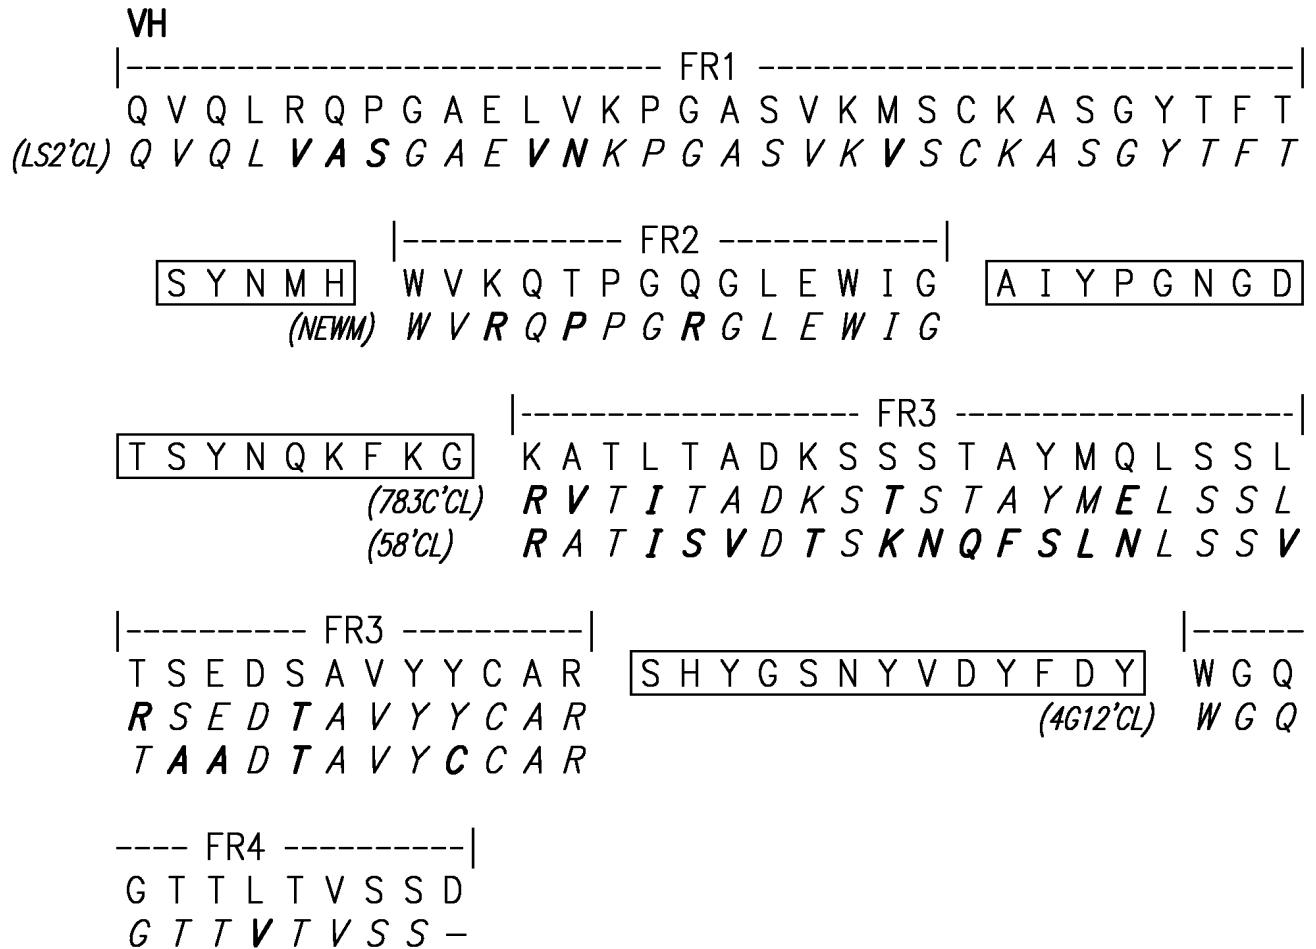 VH
|----------------------------- FR1 -----------------------------|
Q V Q L R Q P G A E L V K P G A S V K M S C K A S G Y T F T
(LS2'CL) Q V Q L V A S G A E V N K P G A S V K V S C K A S G Y T F T
|------------ FR2 ------------|
S Y N M H W V K Q T P G Q G L E W I G A I Y P G N G D
(NEWM) W V R Q P P G R G L E W I G
|------------------- FR3 -------------------|
T S Y N Q K F K G K A T L T A D K S S S T A Y M Q L S S L
(783C'CL) R V T I T A D K S T S T A Y M E L S S L
(58'CL) R A T I S V D T S K N Q F S L N L S S V
|---------- FR3 ----------|
T S E D S A V Y Y C A R S H Y G S N Y V D Y F D Y |------ W G Q
R S E D T A V Y Y C A R (4G12'CL) W G Q
T A A D T A V Y C C A R
---- FR4 ----------|
G T T L T V S S D
G T T V T V S S –